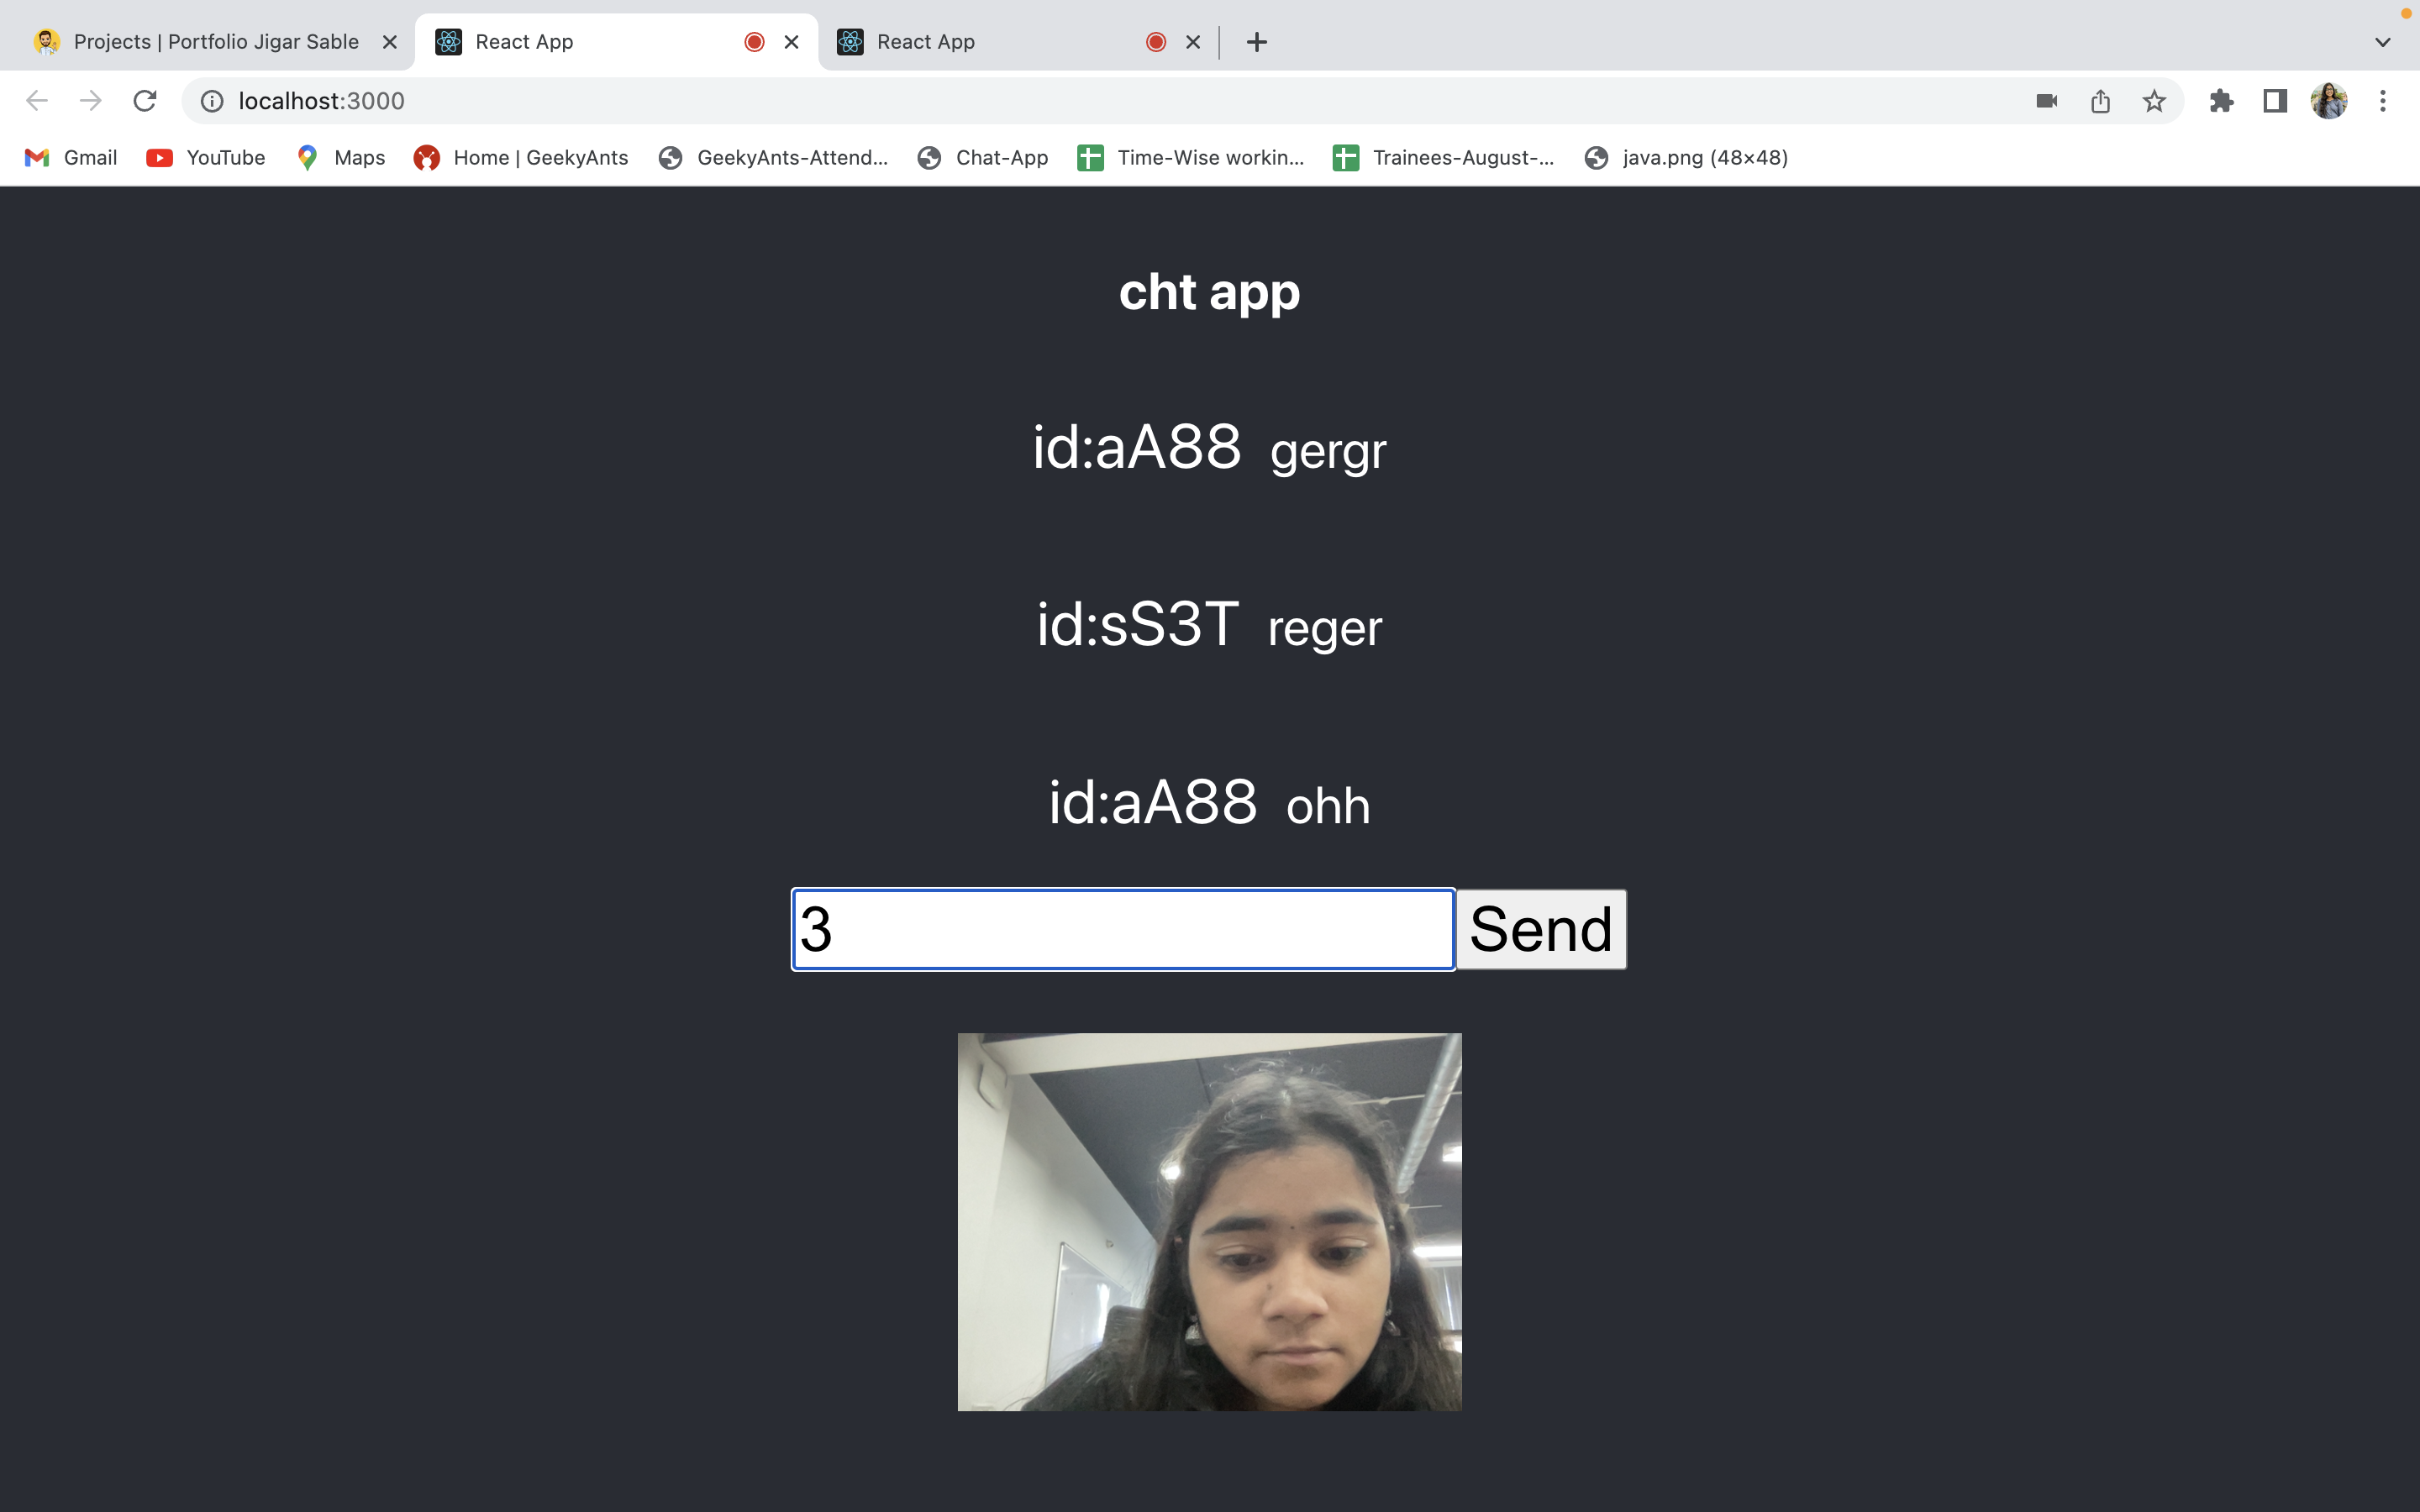 Projects | Portfolio Jigar Sable
React App
React App
localhost:3000
Gmail
YouTube
Maps
Home | GeekyAnts
GeekyAnts-Attend...
Chat-App
Time-Wise workin...
Trainees-August-...
java.png (48×48)
cht app
id:aA88 gergr
id:sS3T reger
id:aA88 ohh
3
Send